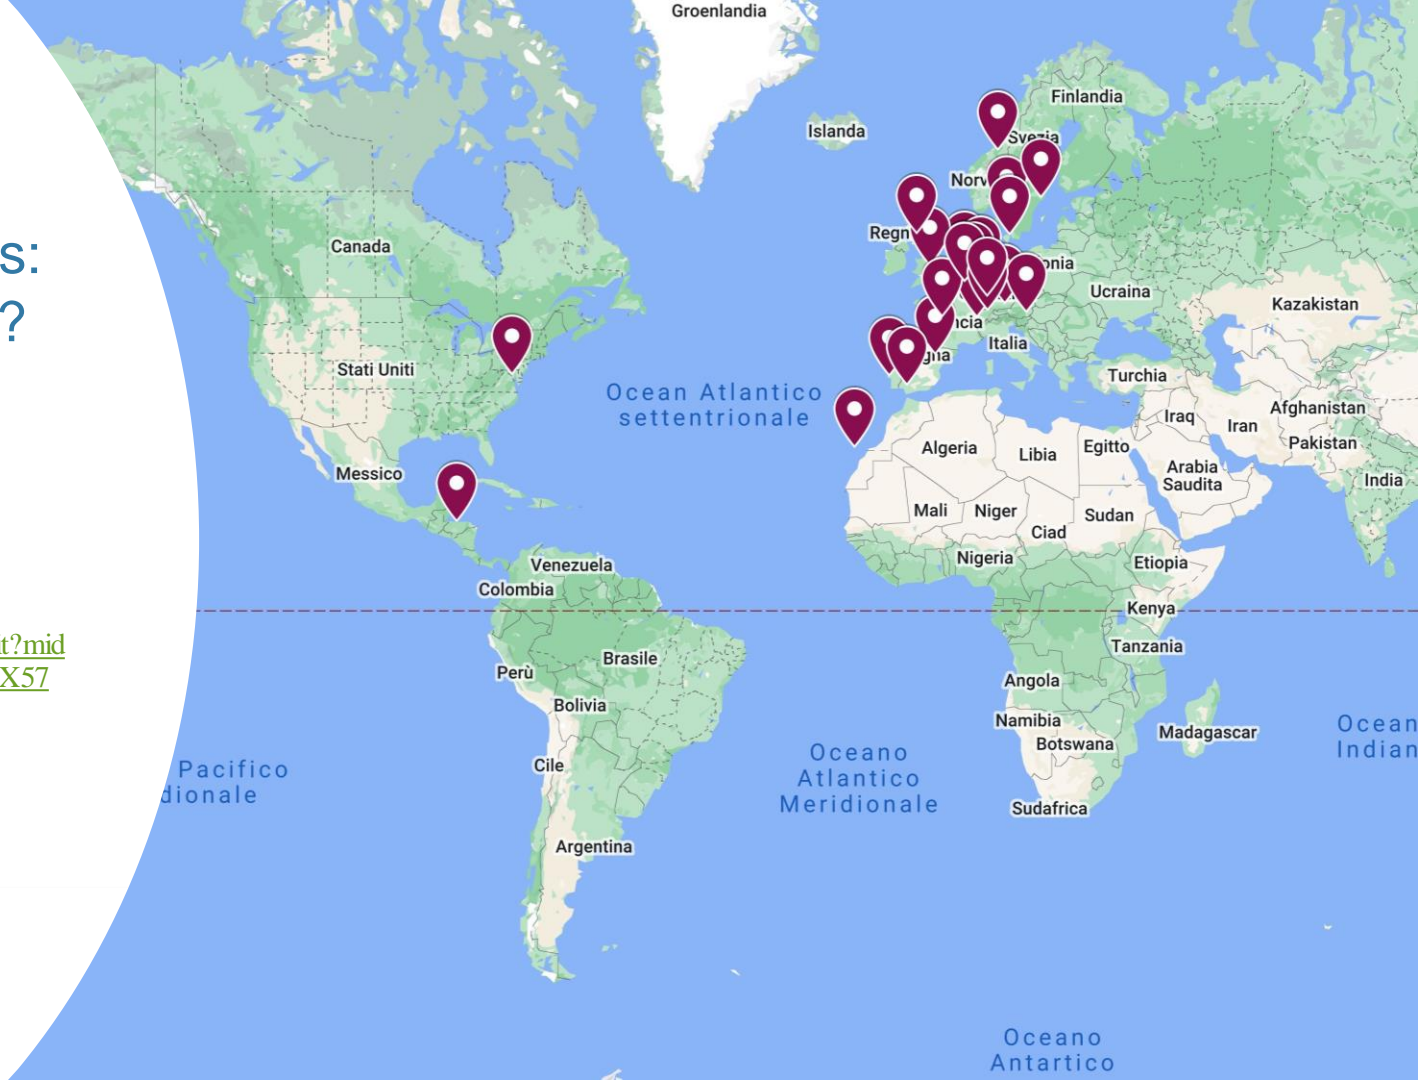 s:
?
t?mid
X57
Groenlandia
Finlandia
Islanda
Svezia
Norv
Regn
onia
Canada
Ucraina
Kazakistan
ncia
Italia
gna
Stati Uniti
Turchia
Ocean Atlantico
settentrionale
Iraq
Iran
Afghanistan
Pakistan
Algeria
Libia
Egitto
Arabia
Saudita
India
Messico
Mali
Niger
Ciad
Sudan
Nigeria
Etiopia
Venezuela
Colombia
Kenya
Tanzania
Brasile
Perù
Angola
Bolivia
Namibia
Botswana
Madagascar
Ocean
Indian
Pacifico
dionale
Cile
Oceano
Atlantico
Meridionale
Sudafrica
Argentina
Oceano
Antartico